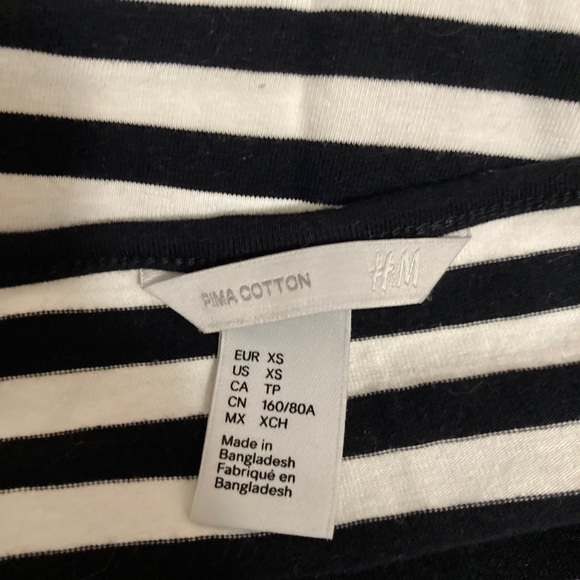 PIMA COTTON H&M
EUR XS
US XS
CA TP
CN 160/80A
MX XCH
Made in
Bangladesh
Fabriqué en
Bangladesh